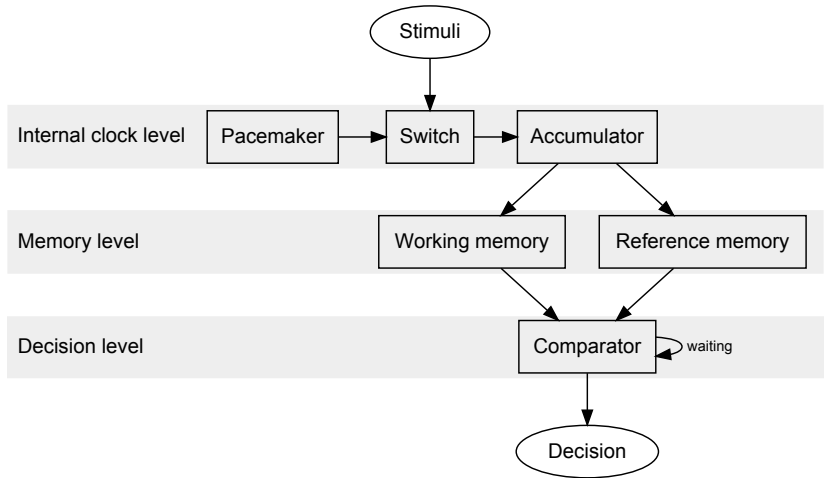 Stimuli
Internal clock level
Pacemaker
Switch
Accumulator
Memory level
Working memory
Reference memory
Decision level
Comparator
waiting
Decision